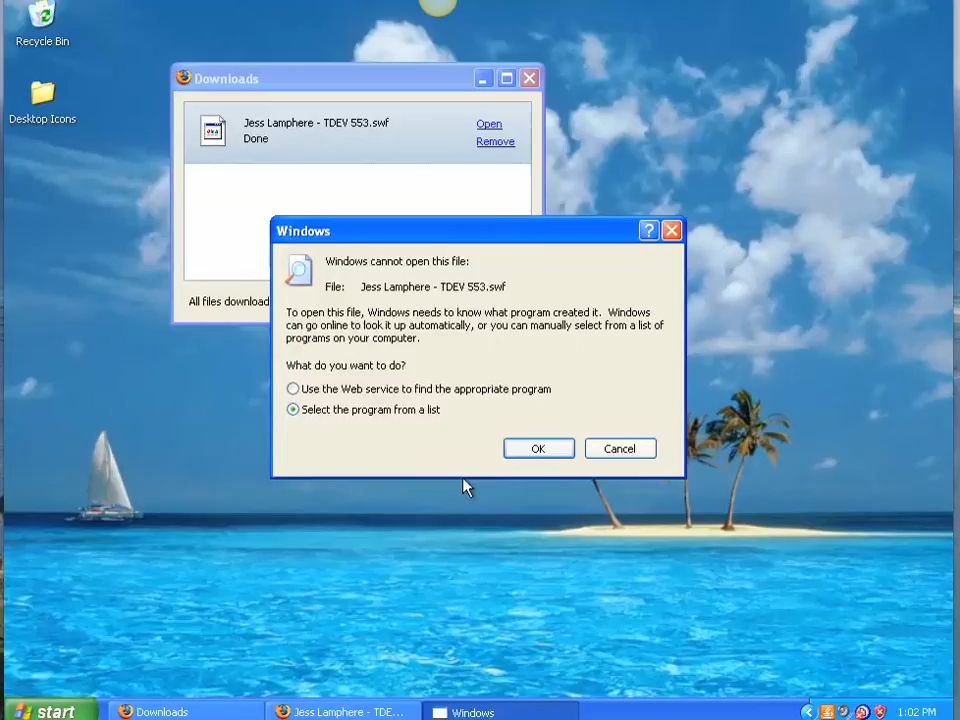 Recycle Bin
Desktop Icons
Downloads
Jess Lamphere - TDEV 553.swf
Done
Open
Remove
All files download
Windows
Windows cannot open this file:
File: Jess Lamphere - TDEV 553.swf
To open this file, Windows needs to know what program created it. Windows
can go online to look it up automatically, or you can manually select from a list of
programs on your computer.
What do you want to do?
Use the Web service to find the appropriate program
Select the program from a list
OK
Cancel
start
Downloads
Jess Lamphere - TDE...
Windows
1:02 PM